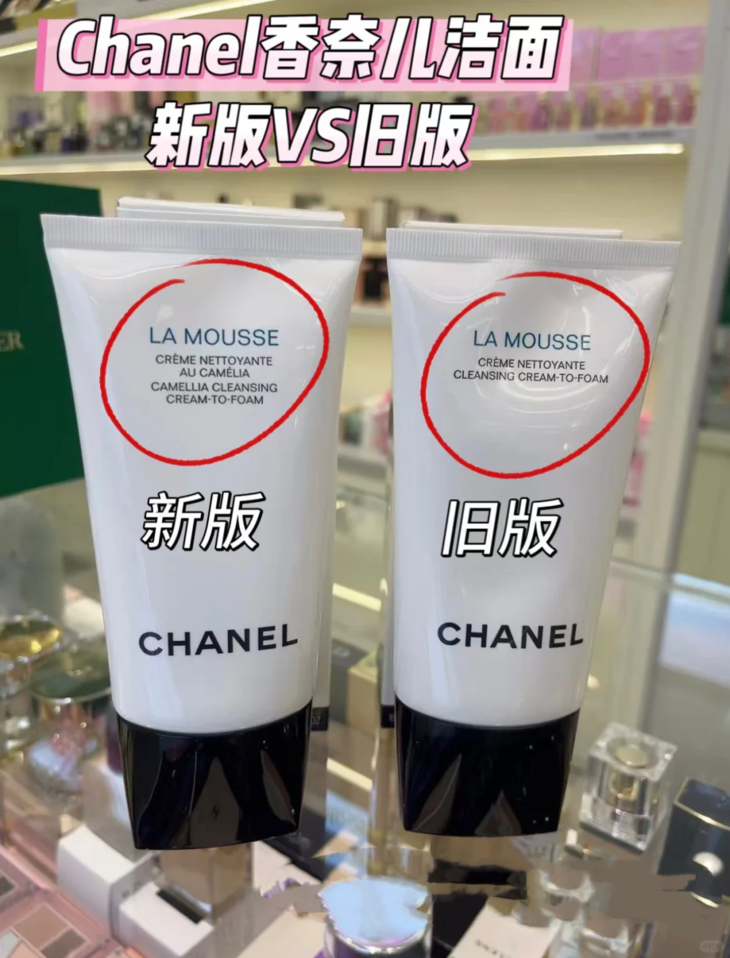 Chanel香奈儿洁面
新版VS旧版
LA MOUSSE
CRÈME NETTOYANTE
AU CAMÉLIA
CAMELLIA CLEANSING
CREAM-TO-FOAM
新版
CHANEL
LA MOUSSE
CRÈME NETTOYANTE
CLEANSING CREAM-TO-FOAM
旧版
CHANEL